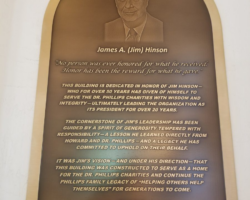 James A. (Jim) Hinson
"No person was ever honored for what he received.
Honor has been the reward for what he gave."
THIS BUILDING IS DEDICATED IN HONOR OF JIM HINSON—
WHO FOR OVER 50 YEARS HAS GIVEN OF HIMSELF TO
SERVE THE DR. PHILLIPS CHARITIES WITH WISDOM AND
INTEGRITY—ULTIMATELY LEADING THE ORGANIZATION AS
ITS PRESIDENT FOR OVER 30 YEARS.
THE CORNERSTONE OF JIM'S LEADERSHIP HAS BEEN
GUIDED BY A SPIRIT OF GENEROSITY TEMPERED WITH
RESPONSIBILITY—A LESSON HE LEARNED DIRECTLY FROM
HOWARD AND DR. PHILLIPS—AND A LEGACY HE WAS
COMMITTED TO UPHOLD ON THEIR BEHALF.
IT WAS JIM'S VISION—AND UNDER HIS DIRECTION—THAT
THIS BUILDING WAS CONSTRUCTED TO SERVE AS A HOME
FOR THE DR. PHILLIPS CHARITIES AND CONTINUE THE
PHILLIPS FAMILY LEGACY OF "HELPING OTHERS HELP
THEMSELVES" FOR GENERATIONS TO COME